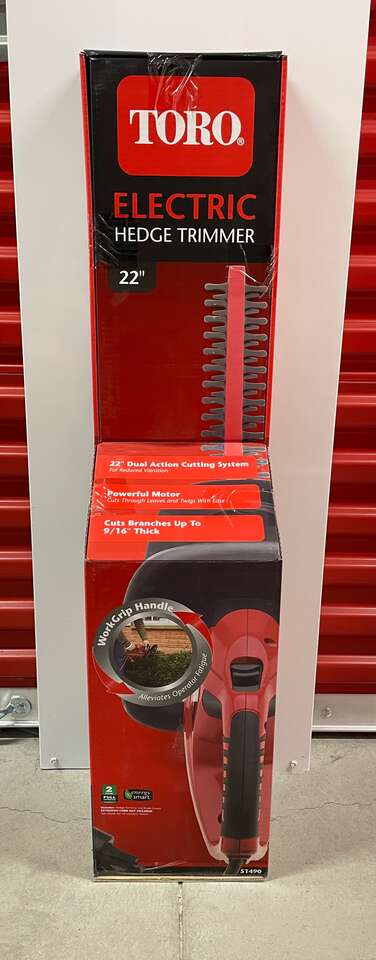 TORO®
ELECTRIC
HEDGE TRIMMER
22"
22" Dual Action Cutting System
For Reduced Vibration
Powerful Motor
Cuts Through Leaves and Twigs With Ease
Cuts Branches Up To
9/16" Thick
WorkGrip Handle
Alleviates Operator Fatigue
2
FULL
energy
smart
51490